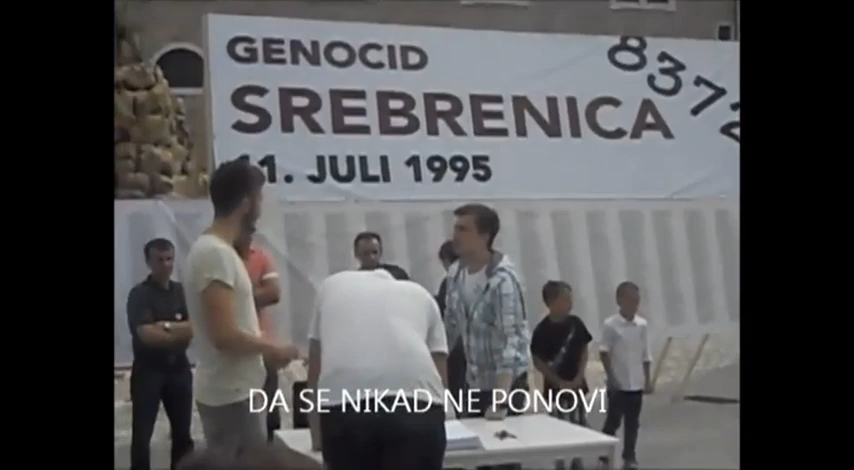 GENOCID
8372
SREBRENICA
11. JULI 1995
DA SE NIKAD NE PONOVI